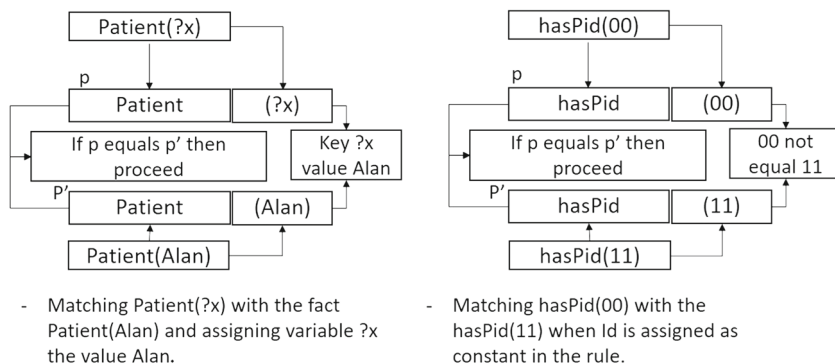 Patient(?x)
p
Patient
(?x)
If p equals p’ then
proceed
Key ?x
value Alan
P’
Patient
(Alan)
Patient(Alan)
- Matching Patient(?x) with the fact
Patient(Alan) and assigning variable ?x
the value Alan.
hasPid(00)
p
hasPid
(00)
If p equals p’ then
proceed
00 not
equal 11
P’
hasPid
(11)
hasPid(11)
- Matching hasPid(00) with the
hasPid(11) when Id is assigned as
constant in the rule.